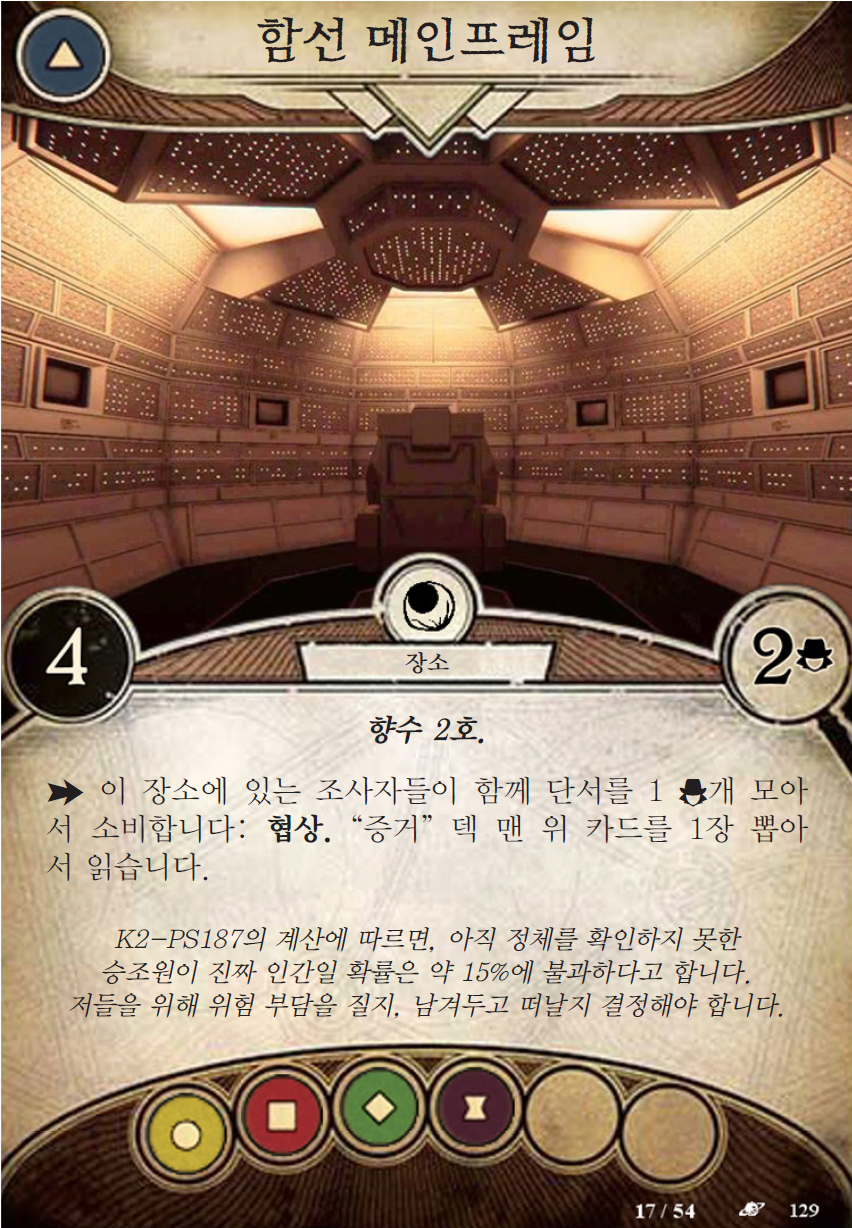 함선 메인프레임
4
장소
2
향수 2호.
이 장소에 있는 조사자들이 함께 단서를 1 개 모아
서 소비합니다: 협상. “증거” 덱 맨 위 카드를 1장 뽑아
서 읽습니다.
K2-PS187의 계산에 따르면, 아직 정체를 확인하지 못한
승조원이 진짜 인간일 확률은 약 15%에 불과하다고 합니다.
저들을 위해 위험 부담을 질지, 남겨두고 떠날지 결정해야 합니다.
17 / 54 129